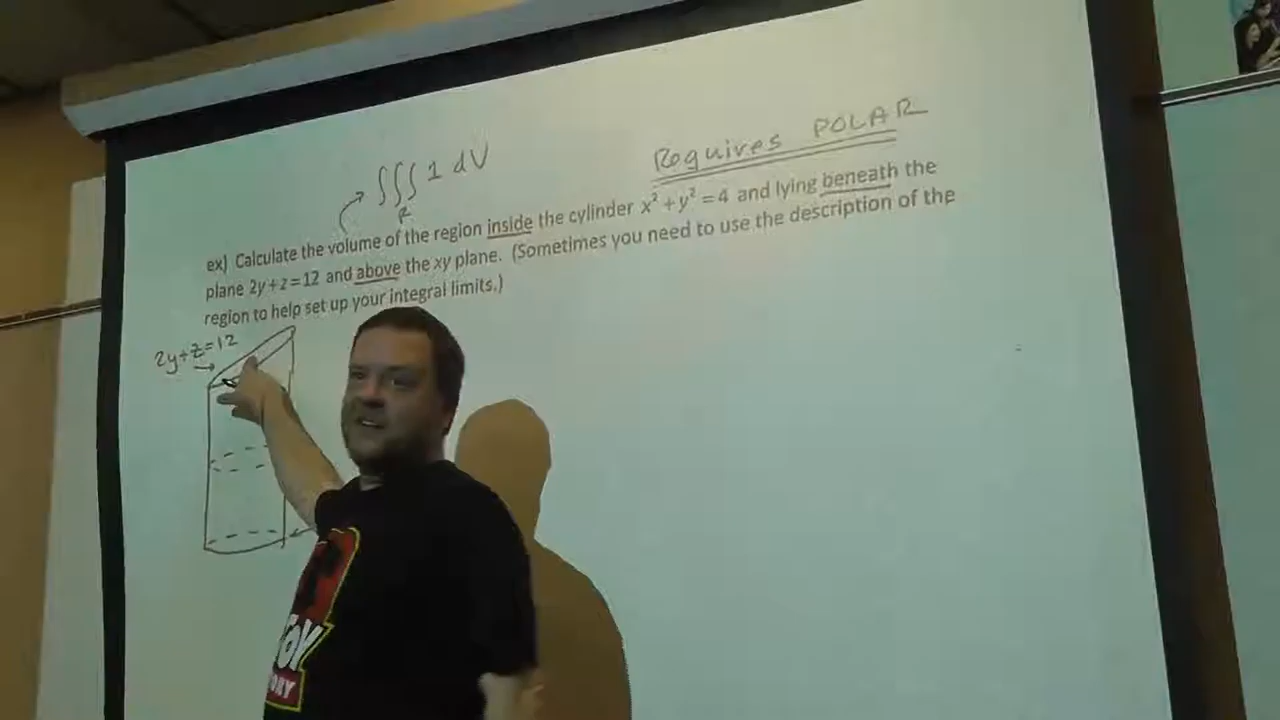 Requires POLAR
∫∫∫ 1 dV
R
ex) Calculate the volume of the region inside the cylinder x² + y² = 4 and lying beneath the
plane 2y + z = 12 and above the xy plane. (Sometimes you need to use the description of the
region to help set up your integral limits.)
2y+z=12
TOY